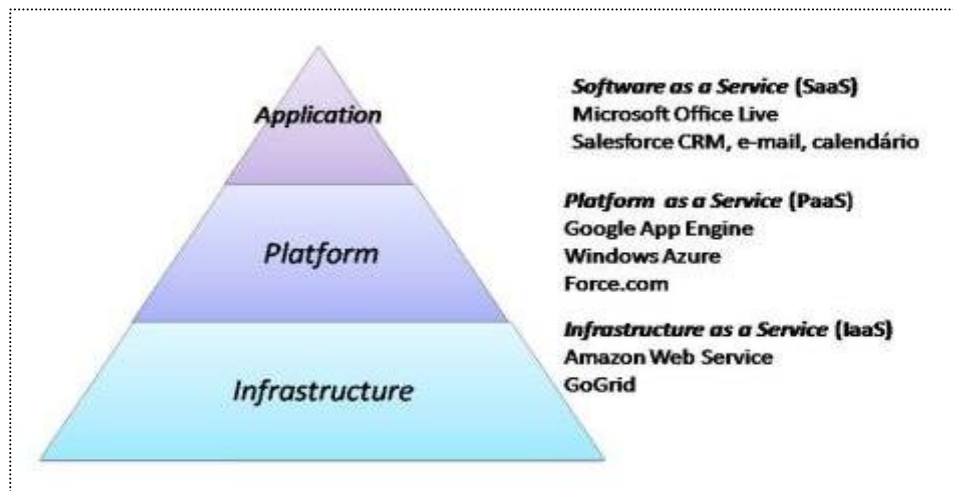 Application
Software as a Service (SaaS)
Microsoft Office Live
Salesforce CRM, e-mail, calendário
Platform
Platform as a Service (PaaS)
Google App Engine
Windows Azure
Force.com
Infrastructure
Infrastructure as a Service (IaaS)
Amazon Web Service
GoGrid